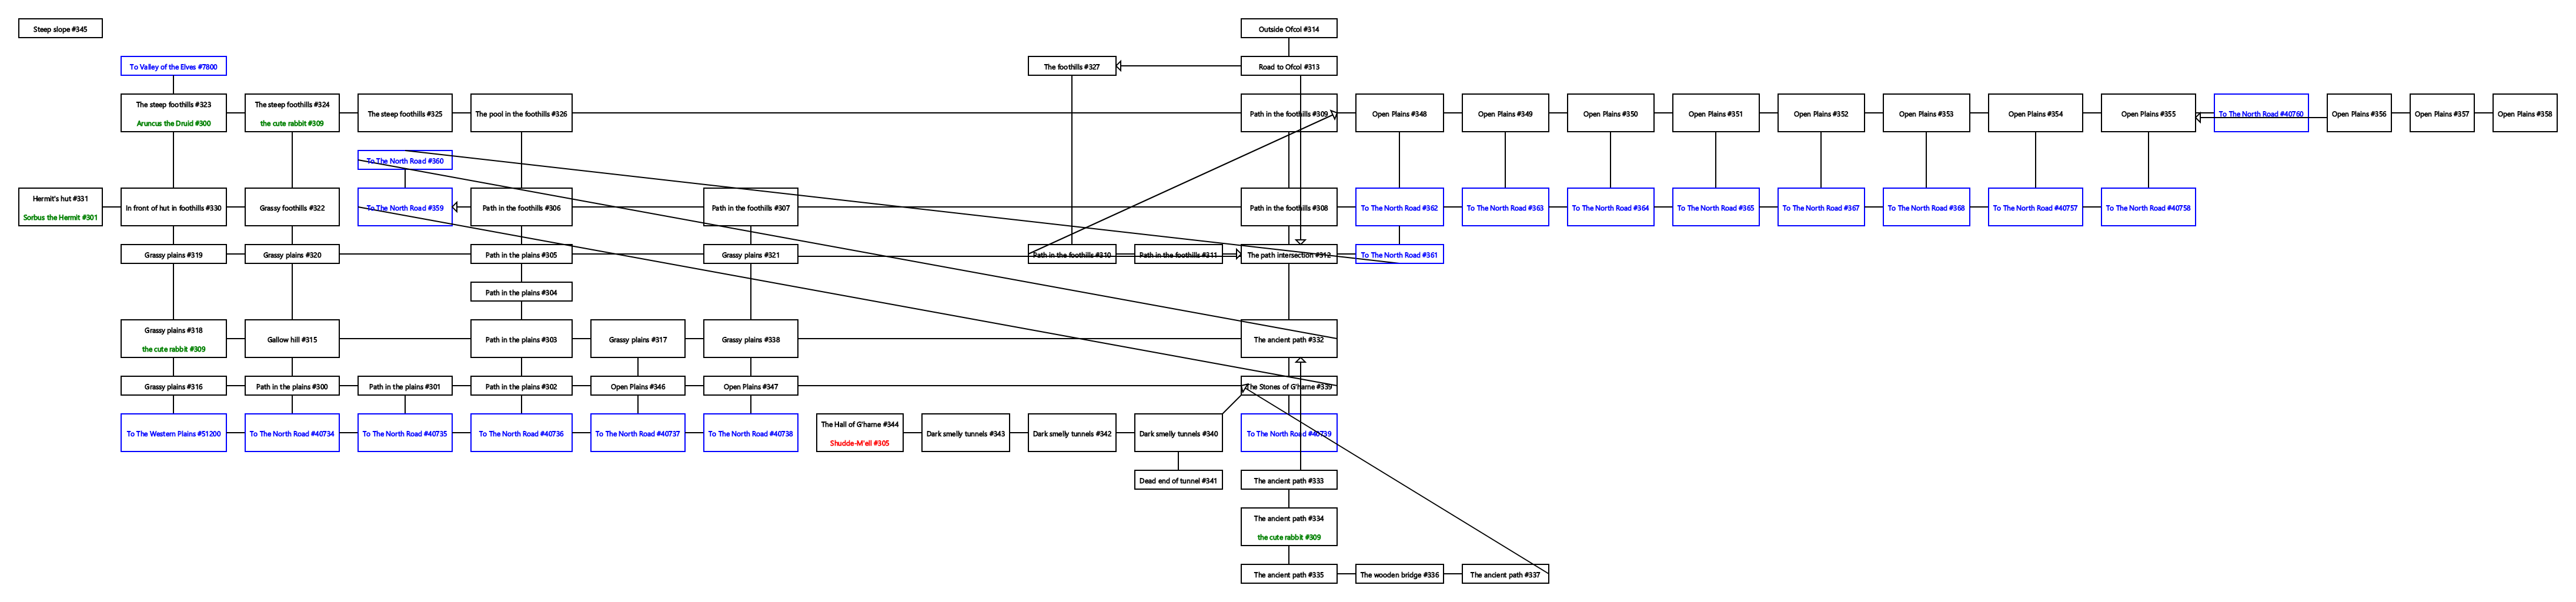 Steep slope #345
Outside Ofcol #314
To Valley of the Elves #7800
The foothills #327
Road to Ofcol #313
The steep foothills #323
Aruncus the Druid #300
The steep foothills #324
the cute rabbit #309
The steep foothills #325
The pool in the foothills #326
Path in the foothills #309
Open Plains #348
Open Plains #349
Open Plains #350
Open Plains #351
Open Plains #352
Open Plains #353
Open Plains #354
Open Plains #355
To The North Road #40760
Open Plains #356
Open Plains #357
Open Plains #358
To The North Road #360
Hermit's hut #331
Sorbus the Hermit #301
In front of hut in foothills #330
Grassy foothills #322
To The North Road #359
Path in the foothills #306
Path in the foothills #307
Path in the foothills #308
To The North Road #362
To The North Road #363
To The North Road #364
To The North Road #365
To The North Road #367
To The North Road #368
To The North Road #40757
To The North Road #40758
Grassy plains #319
Grassy plains #320
Path in the plains #305
Grassy plains #321
Path in the foothills #310
Path in the foothills #311
The path intersection #312
To The North Road #361
Path in the plains #304
Grassy plains #318
the cute rabbit #309
Gallow hill #315
Path in the plains #303
Grassy plains #317
Grassy plains #338
The ancient path #332
Grassy plains #316
Path in the plains #300
Path in the plains #301
Path in the plains #302
Open Plains #346
Open Plains #347
The Stones of G'harne #339
To The Western Plains #51200
To The North Road #40734
To The North Road #40735
To The North Road #40736
To The North Road #40737
To The North Road #40738
The Hall of G'harne #344
Shudde-M'ell #305
Dark smelly tunnels #343
Dark smelly tunnels #342
Dark smelly tunnels #340
To The North Road #40739
Dead end of tunnel #341
The ancient path #333
The ancient path #334
the cute rabbit #309
The ancient path #335
The wooden bridge #336
The ancient path #337